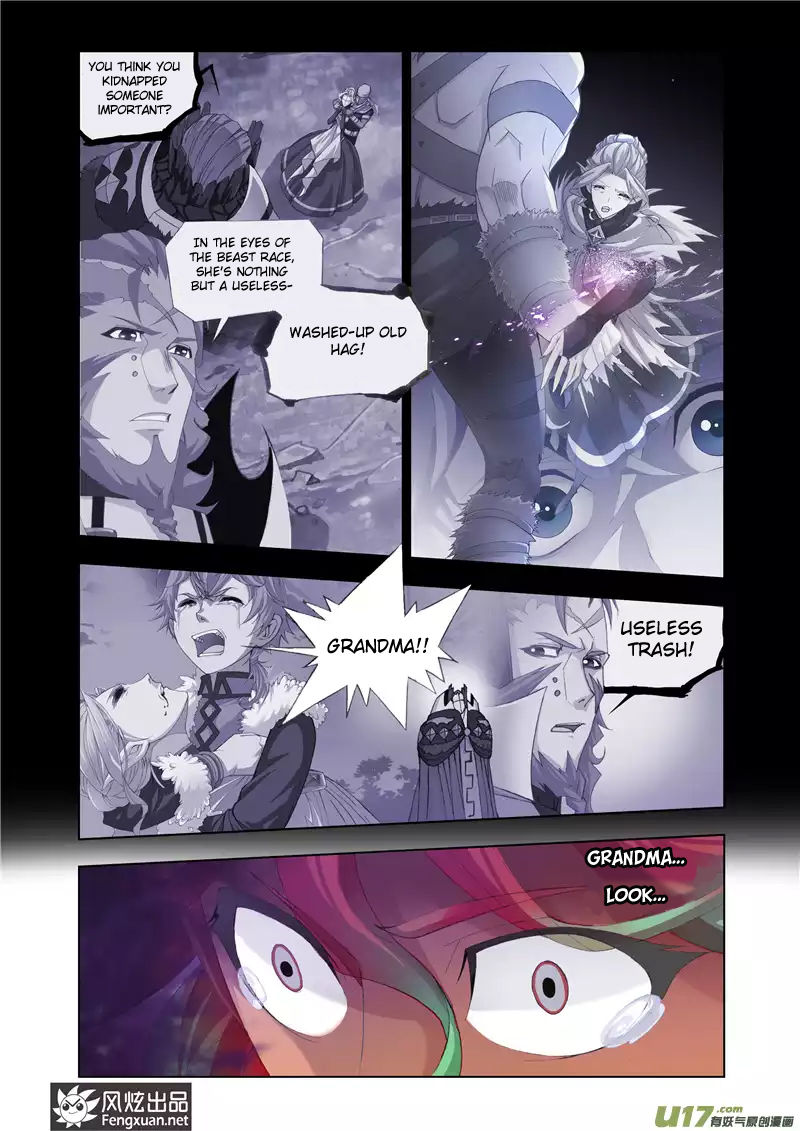 YOU THINK YOU
KIDNAPPED
SOMEONE
IMPORTANT?
IN THE EYES OF
THE BEAST RACE,
SHE'S NOTHING
BUT A USELESS-
WASHED-UP OLD
HAG!
GRANDMA!!
USELESS
TRASH!
GRANDMA...
LOOK...
风炫出品
Fengxuan.net
U17.com
有妖气原创漫画